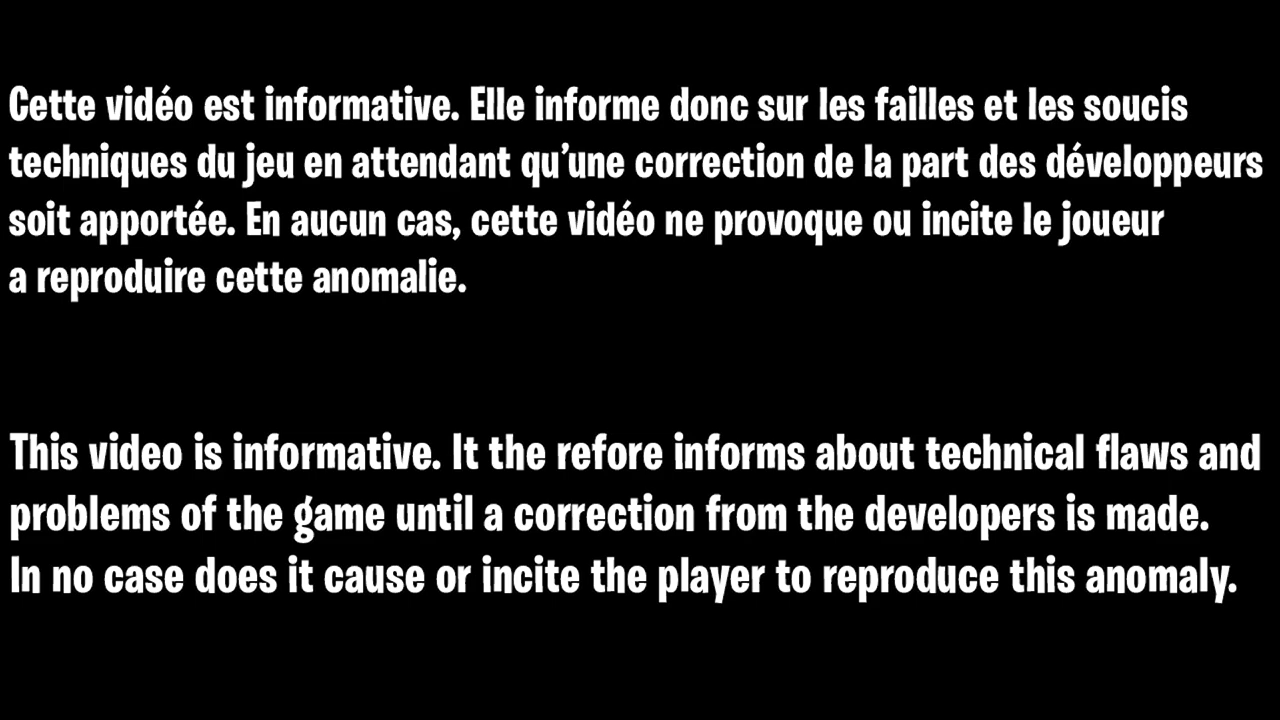 Cette vidéo est informative. Elle informe donc sur les failles et les soucis
techniques du jeu en attendant qu’une correction de la part des développeurs
soit apportée. En aucun cas, cette vidéo ne provoque ou incite le joueur
a reproduire cette anomalie.
This video is informative. It the refore informs about technical flaws and
problems of the game until a correction from the developers is made.
In no case does it cause or incite the player to reproduce this anomaly.